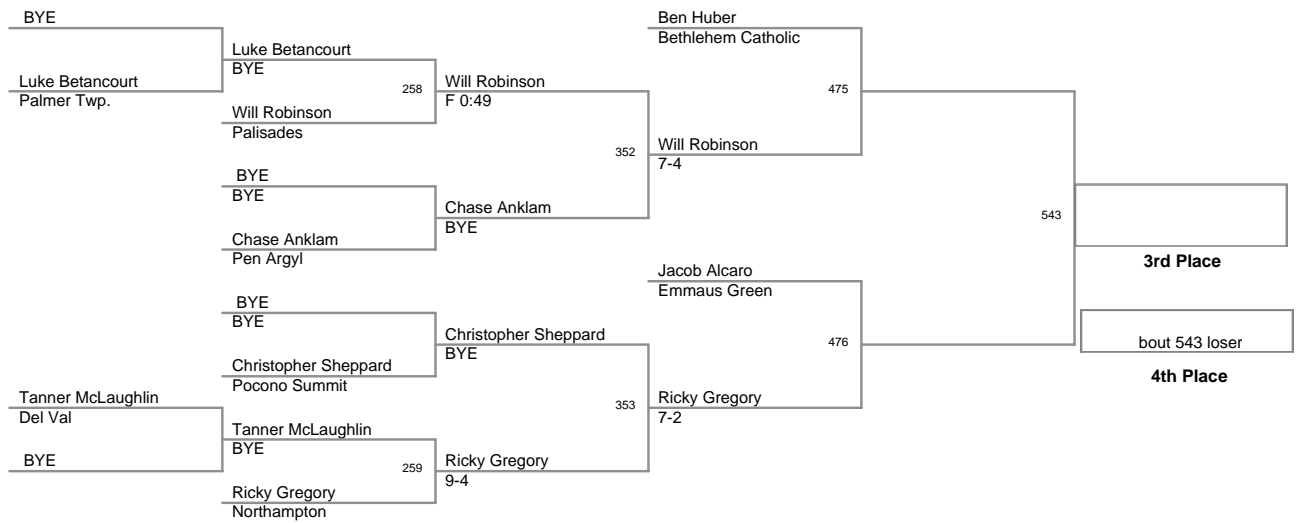 BYE
Luke Betancourt
Palmer Twp.
Luke Betancourt
BYE
258
Will Robinson
Palisades
BYE
BYE
Chase Anklam
Pen Argyl
Will Robinson
F 0:49
352
Chase Anklam
BYE
Ben Huber
Bethlehem Catholic
475
Will Robinson
7-4
BYE
BYE
Christopher Sheppard
Pocono Summit
Tanner McLaughlin
Del Val
BYE
Tanner McLaughlin
BYE
259
Ricky Gregory
Northampton
Christopher Sheppard
BYE
353
Ricky Gregory
9-4
Jacob Alcaro
Emmaus Green
476
Ricky Gregory
7-2
543
3rd Place
bout 543 loser
4th Place